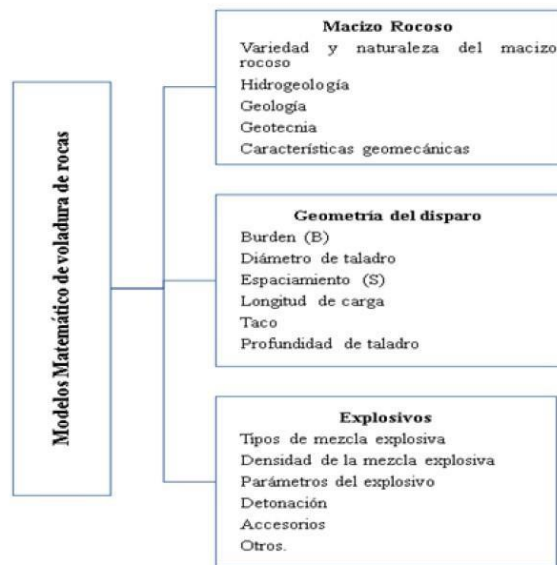 Modelos Matemático de voladura de rocas
Macizo Rocoso
Variedad y naturaleza del macizo
rocoso
Hidrogeología
Geología
Geotecnia
Características geomecánicas
Geometría del disparo
Burden (B)
Diámetro de taladro
Espaciamiento (S)
Longitud de carga
Taco
Profundidad de taladro
Explosivos
Tipos de mezcla explosiva
Densidad de la mezcla explosiva
Parámetros del explosivo
Detonación
Accesorios
Otros.